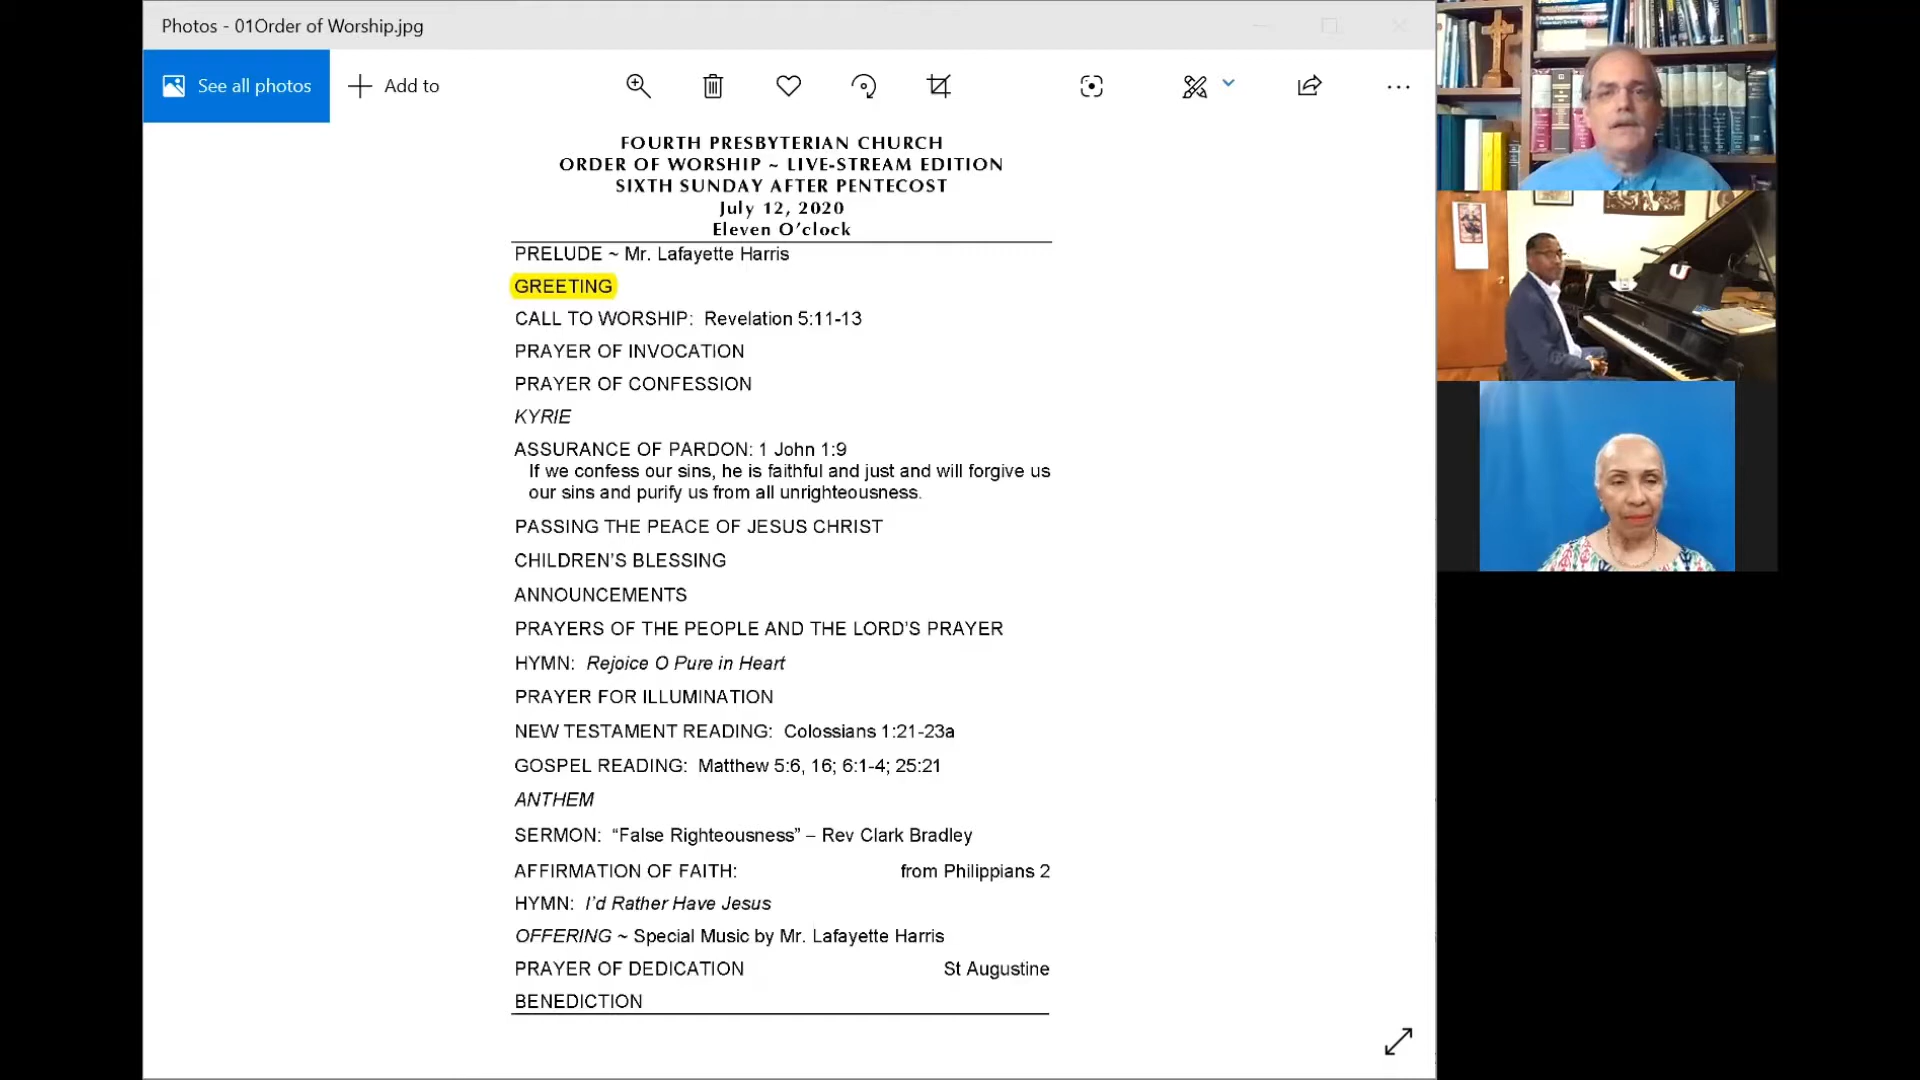 Photos - 01Order of Worship.jpg
See all photos
Add to
FOURTH PRESBYTERIAN CHURCH
ORDER OF WORSHIP ~ LIVE-STREAM EDITION
SIXTH SUNDAY AFTER PENTECOST
July 12, 2020
Eleven O’clock
PRELUDE ~ Mr. Lafayette Harris
GREETING
CALL TO WORSHIP: Revelation 5:11-13
PRAYER OF INVOCATION
PRAYER OF CONFESSION
KYRIE
ASSURANCE OF PARDON: 1 John 1:9
If we confess our sins, he is faithful and just and will forgive us
our sins and purify us from all unrighteousness.
PASSING THE PEACE OF JESUS CHRIST
CHILDREN’S BLESSING
ANNOUNCEMENTS
PRAYERS OF THE PEOPLE AND THE LORD’S PRAYER
HYMN: Rejoice O Pure in Heart
PRAYER FOR ILLUMINATION
NEW TESTAMENT READING: Colossians 1:21-23a
GOSPEL READING: Matthew 5:6, 16; 6:1-4; 25:21
ANTHEM
SERMON: “False Righteousness” – Rev Clark Bradley
AFFIRMATION OF FAITH: from Philippians 2
HYMN: I’d Rather Have Jesus
OFFERING ~ Special Music by Mr. Lafayette Harris
PRAYER OF DEDICATION St Augustine
BENEDICTION